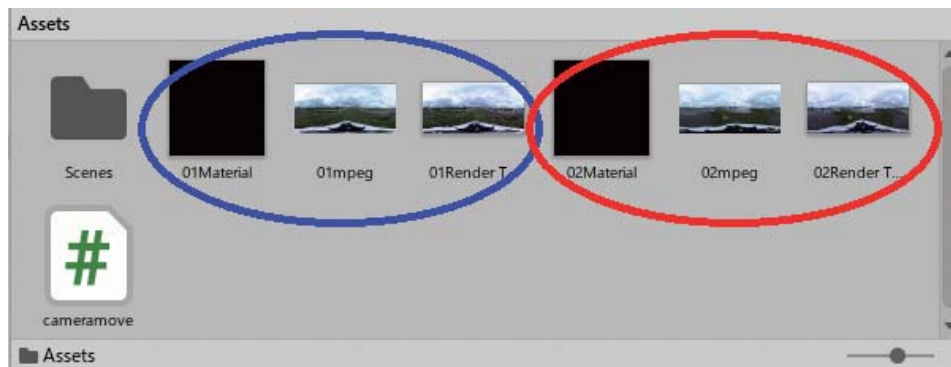 Assets
Scenes
01Material
01mpeg
01Render T...
02Material
02mpeg
02Render T...
#
cameramove
Assets